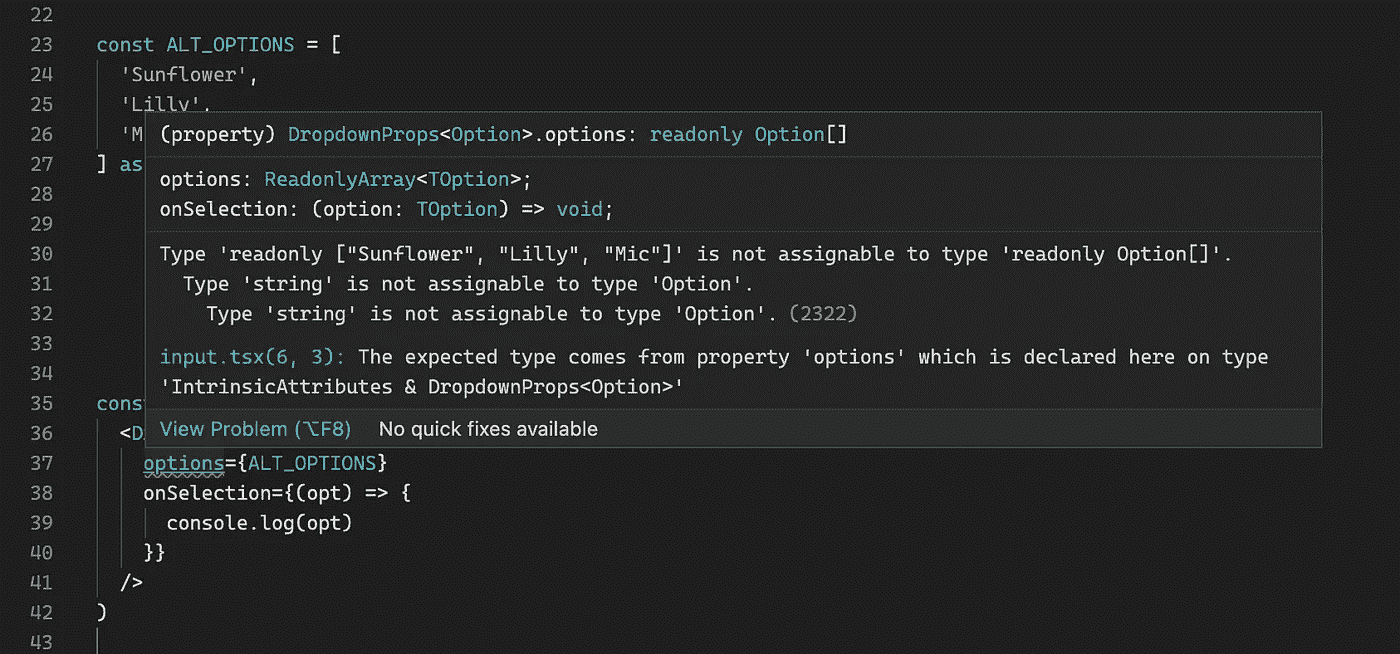 22
23 const ALT_OPTIONS = [
24 'Sunflower',
25 'Lilly',
26 'M
(property) DropdownProps<Option>.options: readonly Option[]
27 ] as
28
options: ReadonlyArray<TOption>;
29
onSelection: (option: TOption) => void;
30
Type 'readonly ["Sunflower", "Lilly", "Mic"]' is not assignable to type 'readonly Option[]'.
31
Type 'string' is not assignable to type 'Option'.
32
Type 'string' is not assignable to type 'Option'. (2322)
33
input.tsx(6, 3): The expected type comes from property 'options' which is declared here on type
34
'IntrinsicAttributes & DropdownProps<Option>'
35 cons
36 <D
View Problem (⌥F8) No quick fixes available
37 options={ALT_OPTIONS}
38 onSelection={(opt) => {
39 console.log(opt)
40 }}
41 />
42 )
43